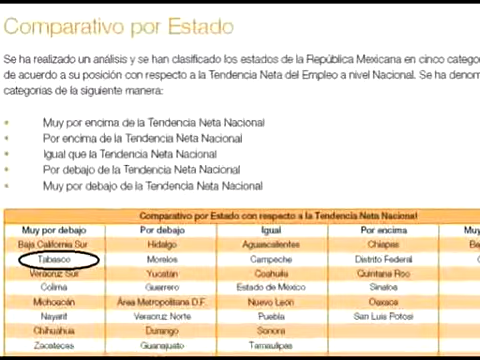 Comparativo por Estado
Se ha realizado un análisis y se han clasificado los estados de la República Mexicana en cinco
de acuerdo a su posición con respecto a la Tendencia Neta del Empleo a nivel Nacional. Se ha
categorías de la siguiente manera:
Muy por encima de la Tendencia Neta Nacional
Por encima de la Tendencia Neta Nacional
Igual que la Tendencia Neta Nacional
Por debajo de la Tendencia Neta Nacional
Muy por debajo de la Tendencia Neta Nacional
Comparativo por Estado con respecto a la Tendencia Neta Nacional
Muy por debajo Por debajo Igual Por encima Muy
Baja California Sur Hidalgo Aguascalientes Chiapas
Tabasco Morelos Campeche Distrito Federal
Veracruz Sur Yucatán Coahuila Quintana Roo
Colima Guerrero Estado de México Sinaloa
Michoacán Área Metropolitana D.F. Nuevo León Oaxaca
Nayarit Veracruz Norte Puebla San Luis Potosí
Chihuahua Durango Sonora
Zacatecas Guanajuato Tamaulipas